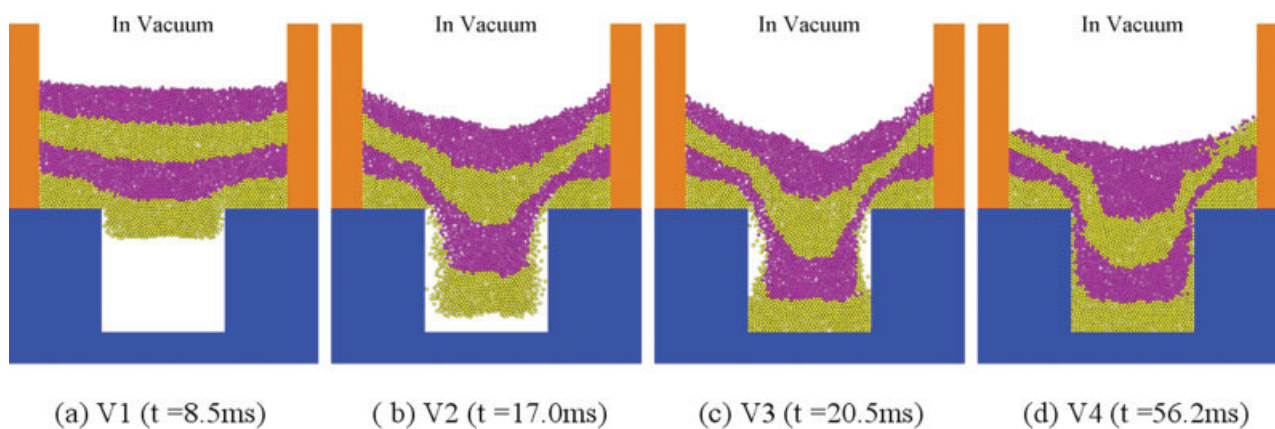 In Vacuum
In Vacuum
In Vacuum
In Vacuum
(a) V1 (t =8.5ms)
( b) V2 (t =17.0ms)
(c) V3 (t =20.5ms)
(d) V4 (t =56.2ms)